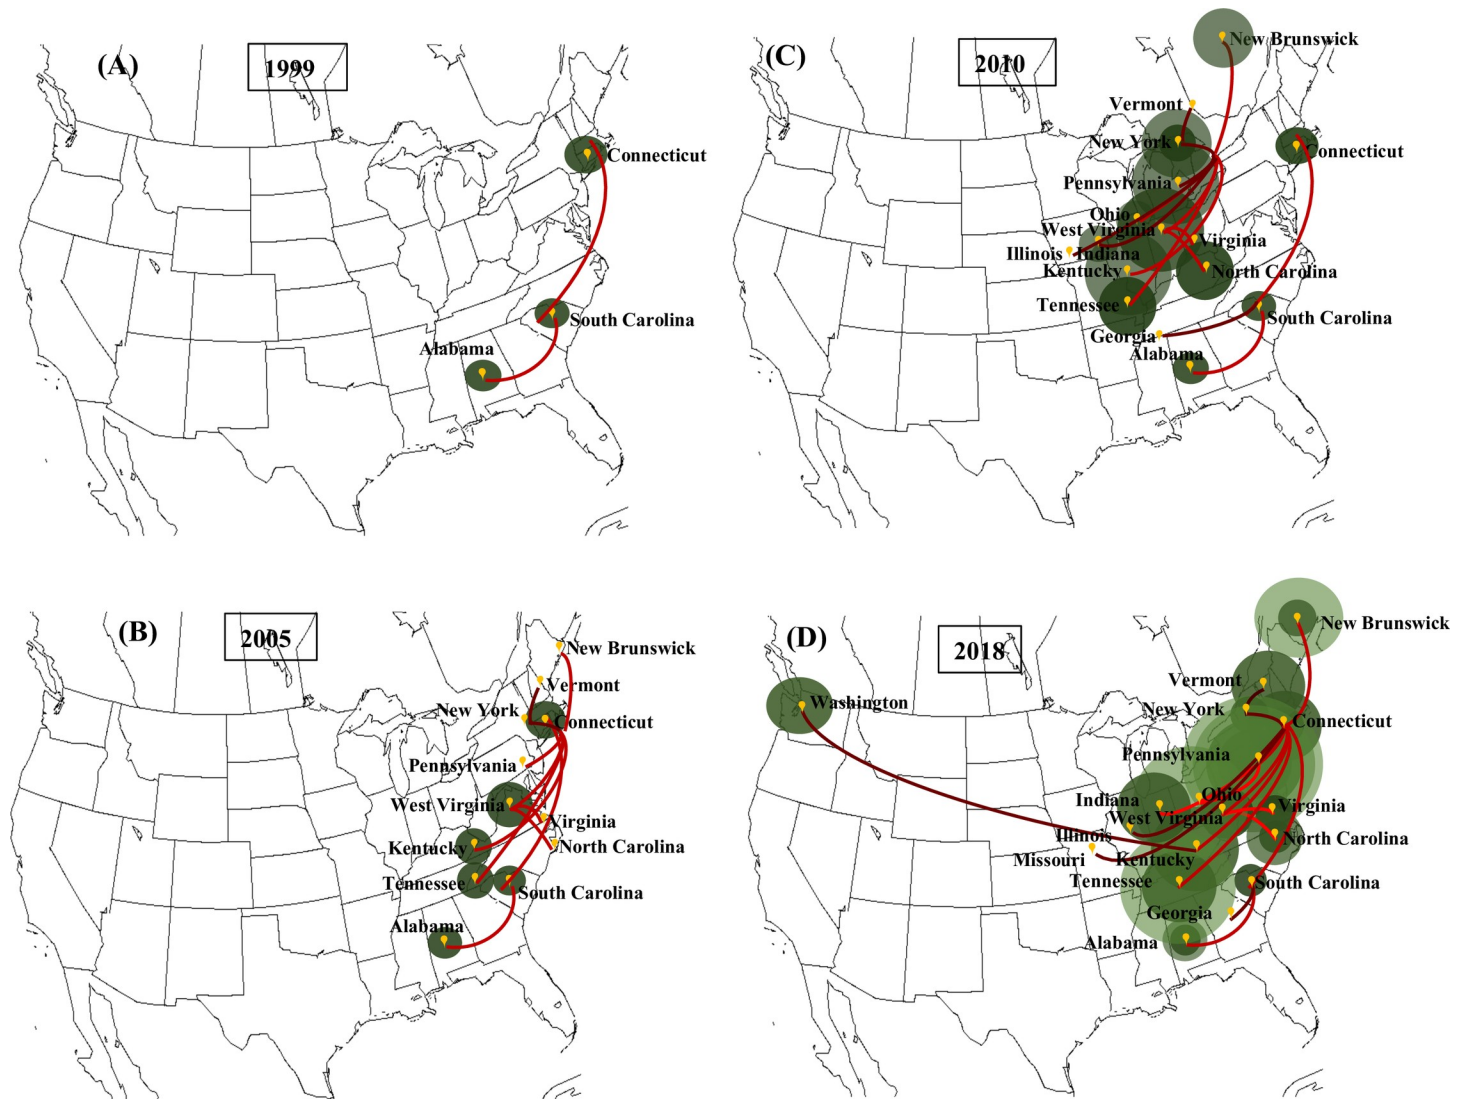 (A)
1999
Connecticut
South Carolina
Alabama
(C)
2010
New Brunswick
Vermont
New York
Connecticut
Pennsylvania
Ohio
West Virginia
Virginia
Illinois
Indiana
Kentucky
North Carolina
Tennessee
South Carolina
Georgia
Alabama
(B)
2005
New Brunswick
Vermont
New York
Connecticut
Pennsylvania
West Virginia
Virginia
Kentucky
North Carolina
Tennessee
South Carolina
Alabama
(D)
2018
New Brunswick
Vermont
Washington
New York
Connecticut
Pennsylvania
Indiana
Ohio
Virginia
West Virginia
Illinois
North Carolina
Missouri
Kentucky
Tennessee
South Carolina
Georgia
Alabama